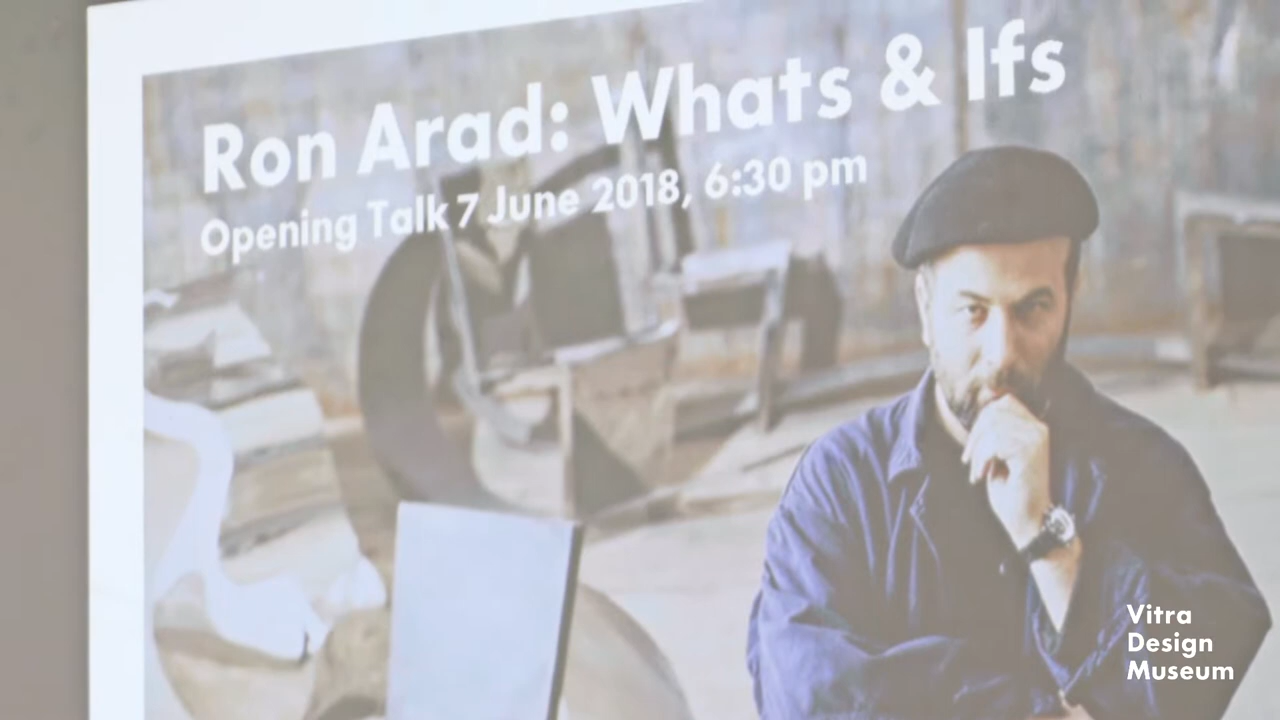 Ron Arad: Whats & Ifs
Opening Talk 7 June 2018, 6:30 pm
Vitra
Design
Museum